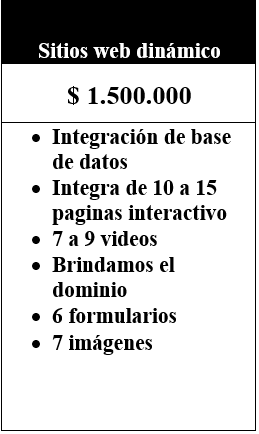 Sitios web dinámico
$ 1.500.000
• Integración de base
de datos
• Integra de 10 a 15
paginas interactivo
• 7 a 9 videos
• Brindamos el
dominio
• 6 formularios
• 7 imágenes